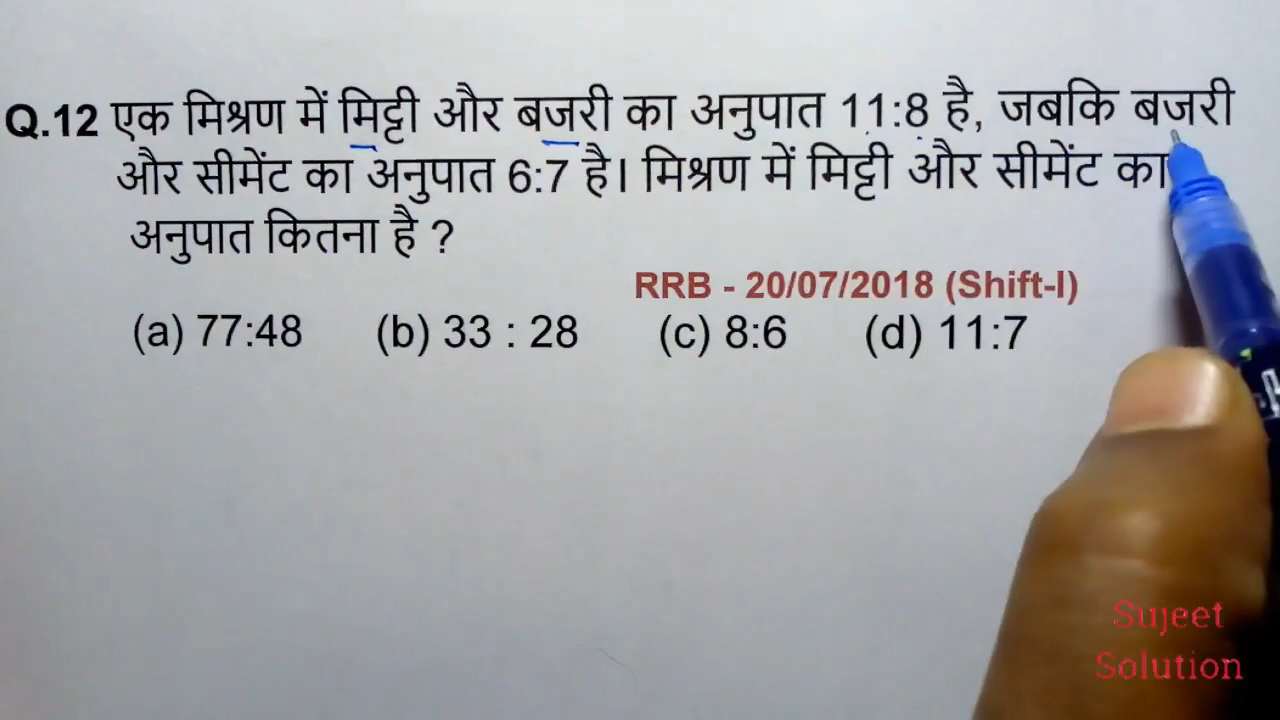 Q.12 एक मिश्रण में मिट्टी और बजरी का अनुपात 11:8 है, जबकि बजरी
और सीमेंट का अनुपात 6:7 है। मिश्रण में मिट्टी और सीमेंट का
अनुपात कितना है ?
RRB - 20/07/2018 (Shift-I)
(a) 77:48 (b) 33 : 28 (c) 8:6 (d) 11:7
Sujeet
Solution